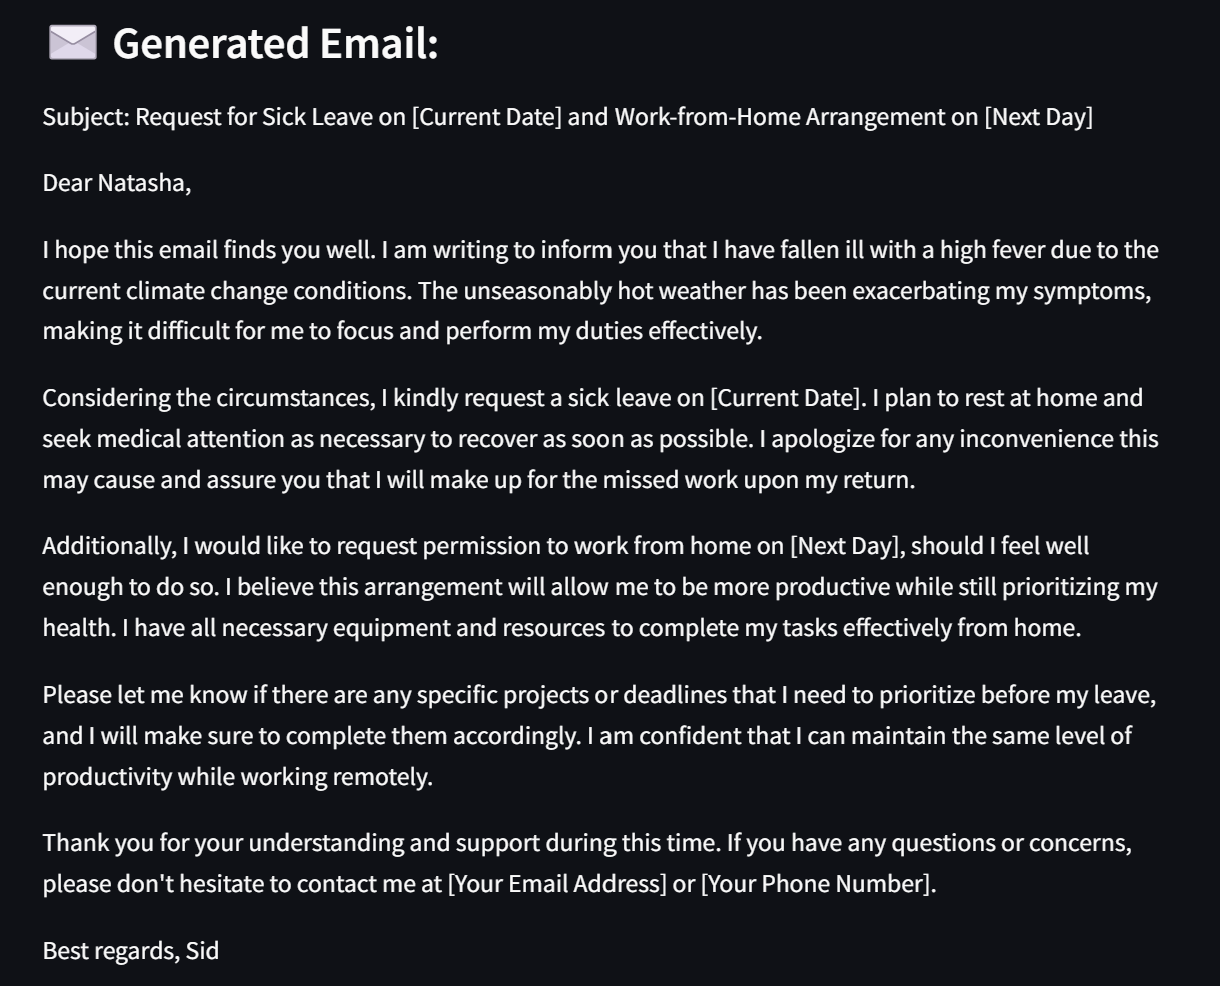 Generated Email:
Subject: Request for Sick Leave on [Current Date] and Work-from-Home Arrangement on [Next Day]
Dear Natasha,
I hope this email finds you well. I am writing to inform you that I have fallen ill with a high fever due to the
current climate change conditions. The unseasonably hot weather has been exacerbating my symptoms,
making it difficult for me to focus and perform my duties effectively.
Considering the circumstances, I kindly request a sick leave on [Current Date]. I plan to rest at home and
seek medical attention as necessary to recover as soon as possible. I apologize for any inconvenience this
may cause and assure you that I will make up for the missed work upon my return.
Additionally, I would like to request permission to work from home on [Next Day], should I feel well
enough to do so. I believe this arrangement will allow me to be more productive while still prioritizing my
health. I have all necessary equipment and resources to complete my tasks effectively from home.
Please let me know if there are any specific projects or deadlines that I need to prioritize before my leave,
and I will make sure to complete them accordingly. I am confident that I can maintain the same level of
productivity while working remotely.
Thank you for your understanding and support during this time. If you have any questions or concerns,
please don't hesitate to contact me at [Your Email Address] or [Your Phone Number].
Best regards, Sid